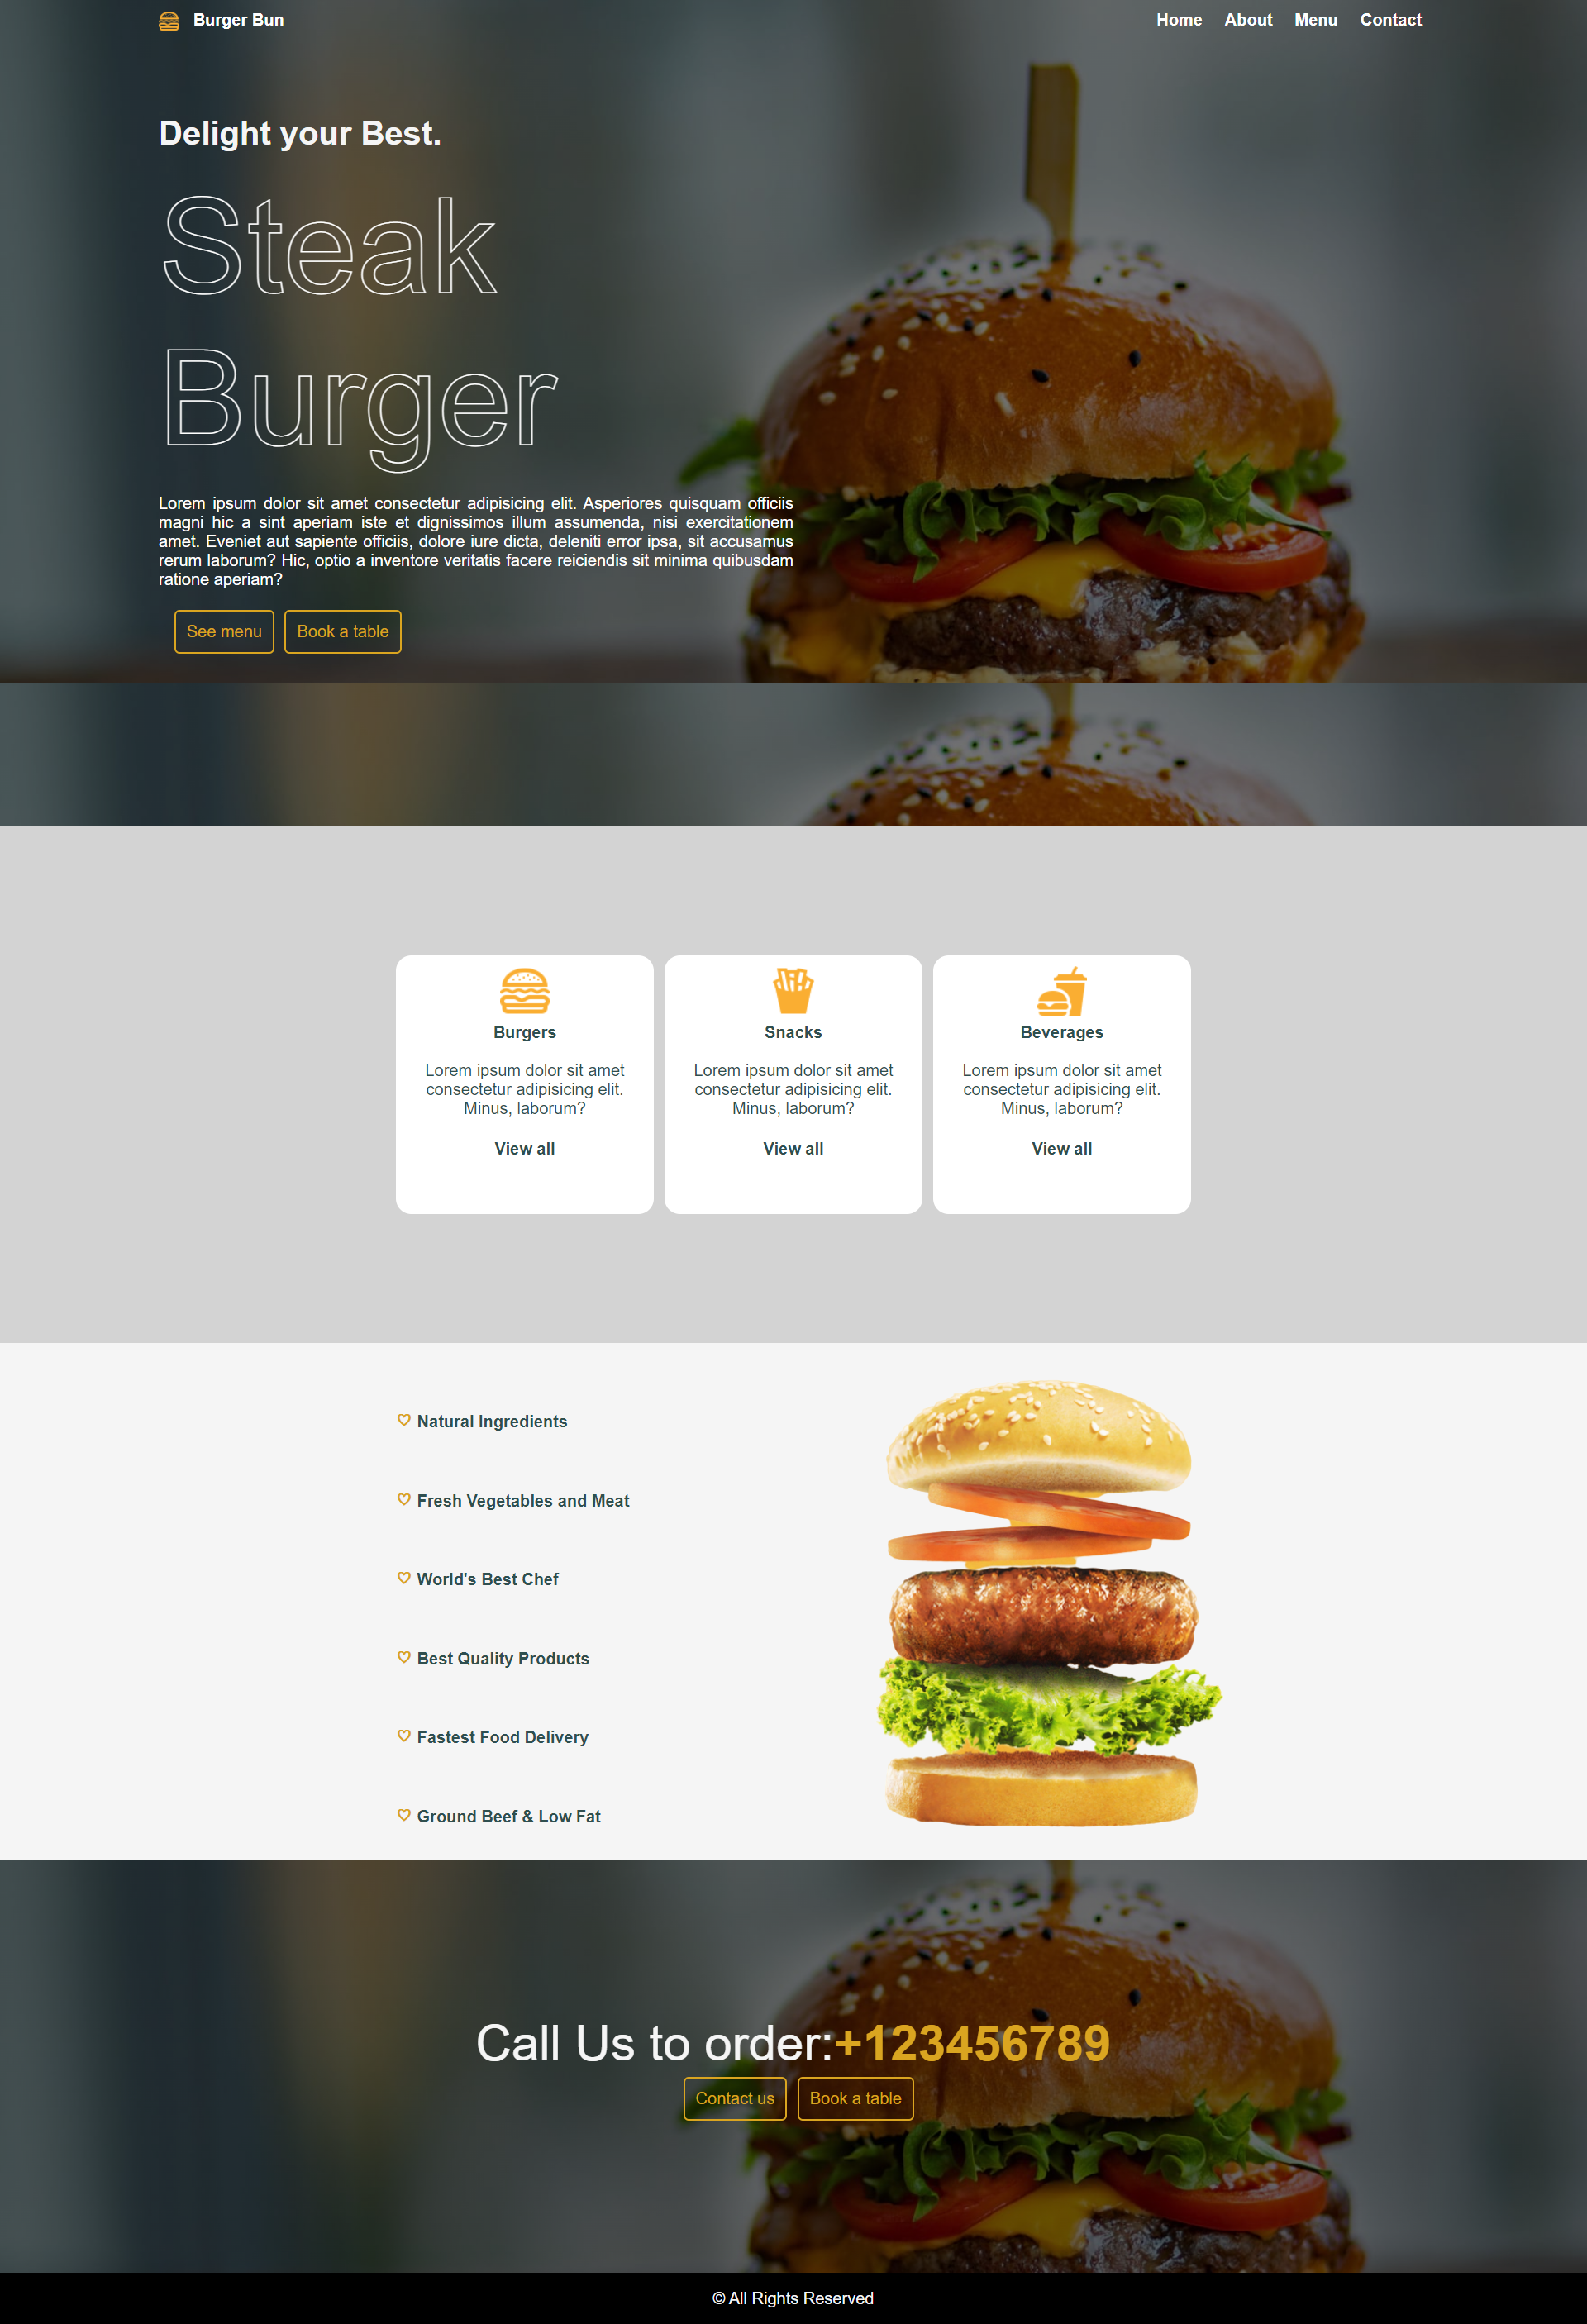 Burger Bun
Home About Menu Contact
Delight your Best.
Steak
Burger
Lorem ipsum dolor sit amet consectetur adipisicing elit. Asperiores quisquam officiis
magni hic a sint aperiam iste et dignissimos illum assumenda, nisi exercitationem
amet. Eveniet aut sapiente officiis, dolore iure dicta, deleniti error ipsa, sit accusamus
rerum laborum? Hic, optio a inventore veritatis facere reiciendis sit minima quibusdam
ratione aperiam?
See menu
Book a table
Burgers
Lorem ipsum dolor sit amet
consectetur adipisicing elit.
Minus, laborum?
View all
Snacks
Lorem ipsum dolor sit amet
consectetur adipisicing elit.
Minus, laborum?
View all
Beverages
Lorem ipsum dolor sit amet
consectetur adipisicing elit.
Minus, laborum?
View all
Natural Ingredients
Fresh Vegetables and Meat
World's Best Chef
Best Quality Products
Fastest Food Delivery
Ground Beef & Low Fat
Call Us to order:+123456789
Contact us
Book a table
© All Rights Reserved